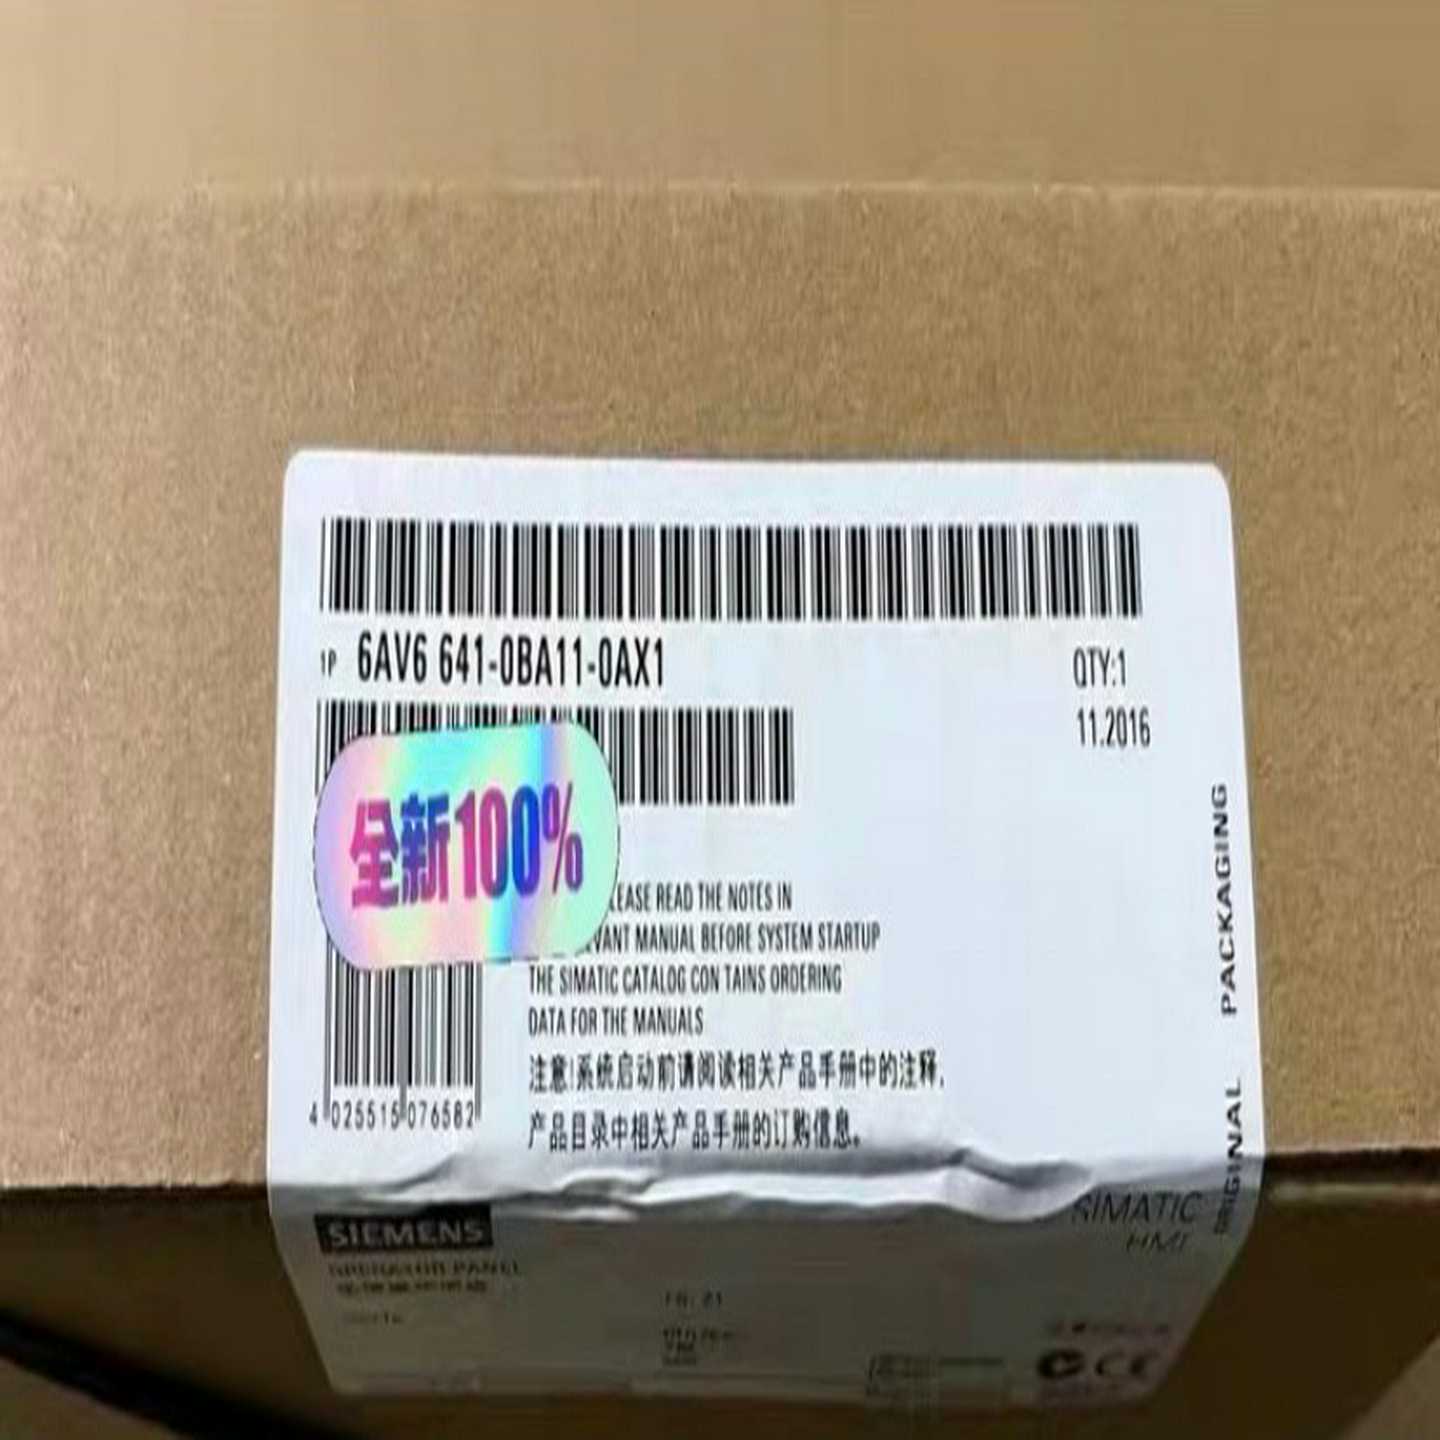 1P 6AV6 641-0BA11-0AX1
QTY:1
11.2016
全新100%
LEASE READ THE NOTES IN
VANT MANUAL BEFORE SYSTEM STARTUP
THE SIMATIC CATALOG CON TAINS ORDERING
DATA FOR THE MANUALS
注意!系统启动前请阅读相关产品手册中的注释.
产品目录中相关产品手册的订购信息。
4 025515 076582
ORIGINAL PACKAGING
SIEMENS
SIMATIC
HMI
OPERATOR PANEL
CE